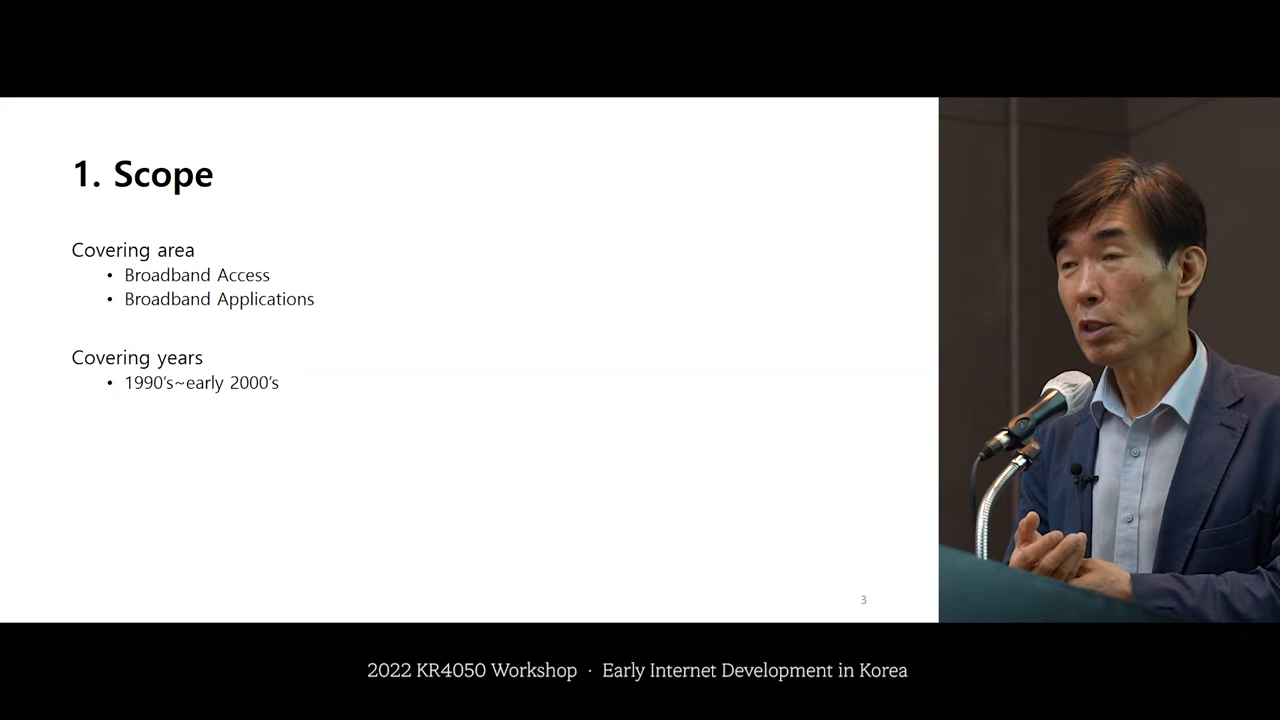 1. Scope
Covering area
• Broadband Access
• Broadband Applications
Covering years
• 1990's~early 2000's
3
2022 KR4050 Workshop · Early Internet Development in Korea